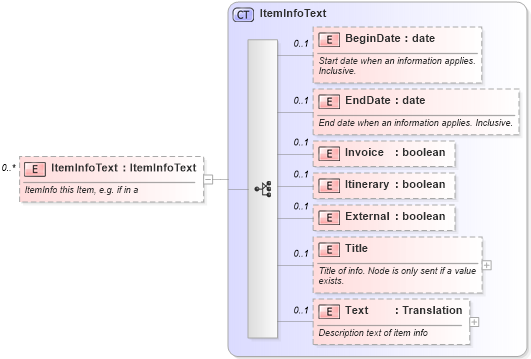 CT ItemInfoText
0..1 E BeginDate : date
Start date when an information applies.
Inclusive.
0..1 E EndDate : date
End date when an information applies. Inclusive.
0..1 E Invoice : boolean
0..* E ItemInfoText : ItemInfoText
ItemInfo this Item, e.g. if in a
0..1 E Itinerary : boolean
0..1 E External : boolean
0..1 E Title
Title of info. Node is only sent if a value
exists.
0..1 E Text : Translation
Description text of item info